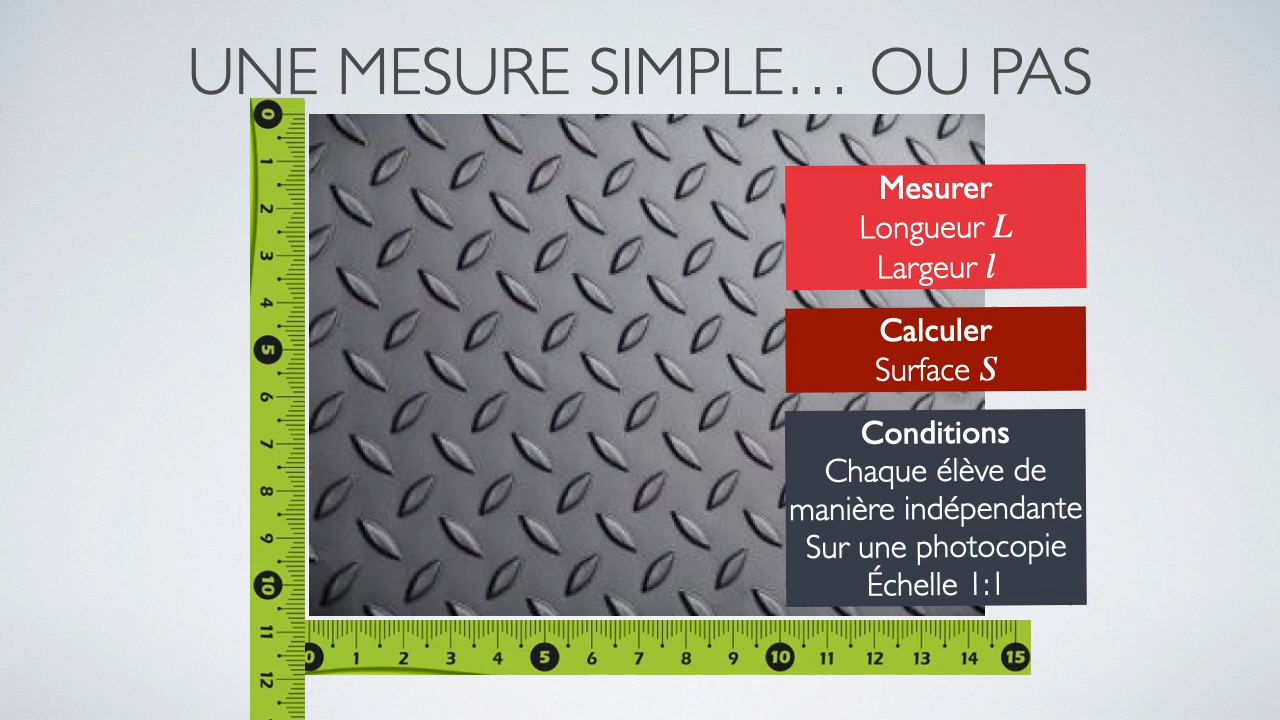 UNE MESURE SIMPLE… OU PAS
Mesurer
Longueur L
Largeur l
Calculer
Surface S
Conditions
Chaque élève de
manière indépendante
Sur une photocopie
Échelle 1:1
0
1
2
3
4
5
6
7
8
9
10
11
12
0 1 2 3 4 5 6 7 8 9 10 11 12 13 14 15